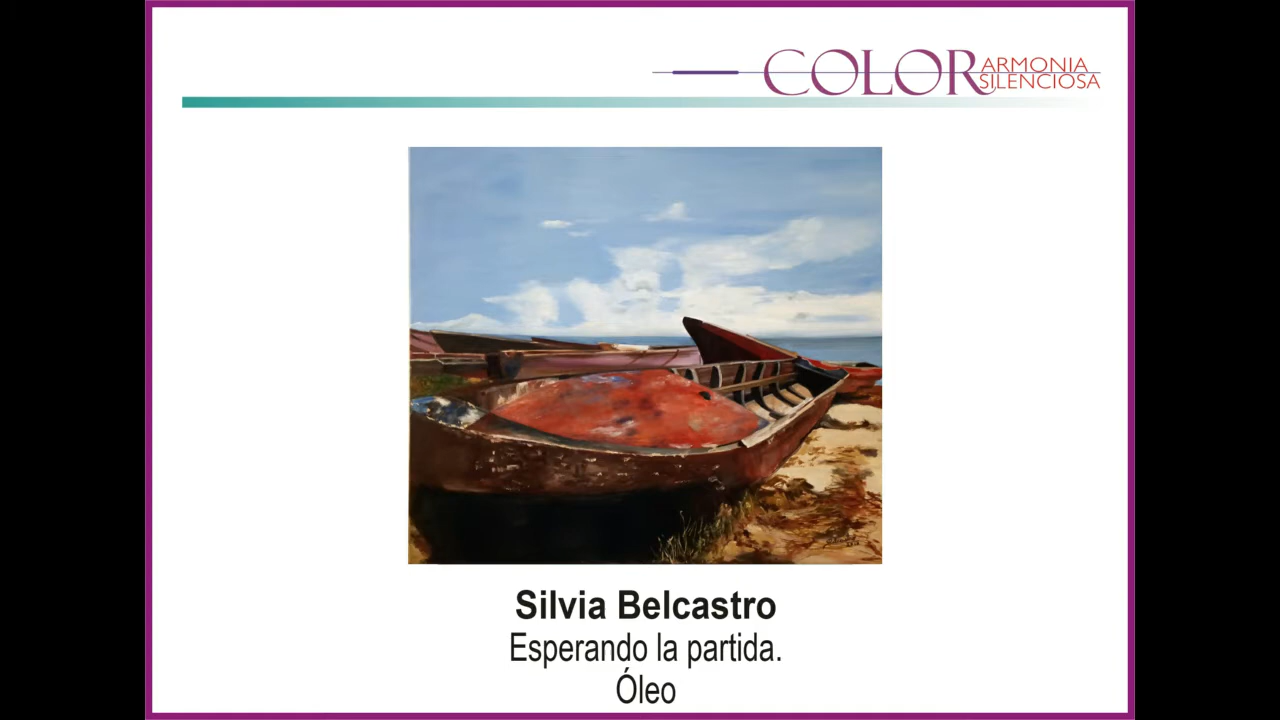 COLOR ARMONIA
SILENCIOSA
Silvia Belcastro
Esperando la partida.
Óleo